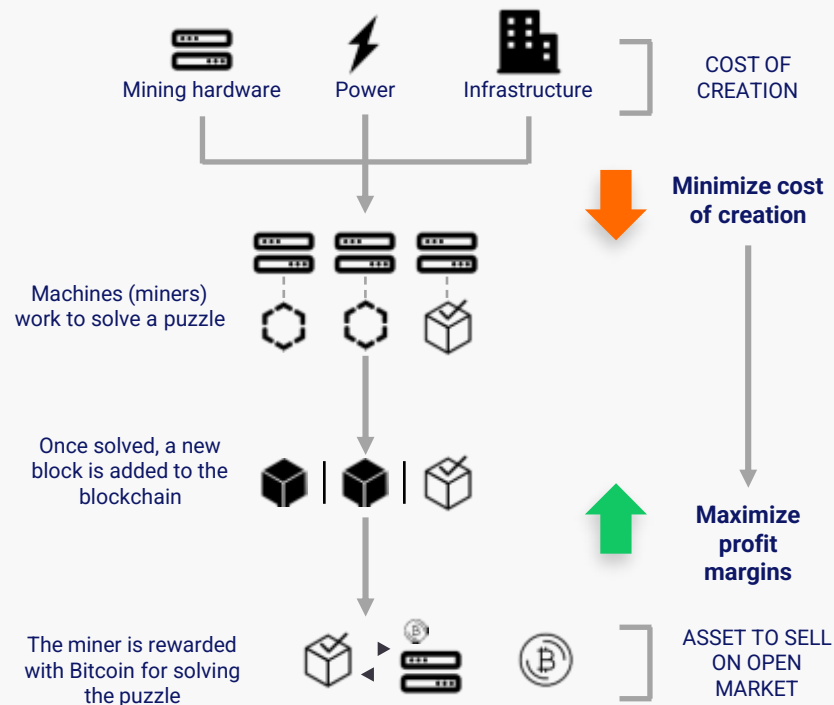 Mining hardware
Power
Infrastructure
COST OF
CREATION
Minimize cost
of creation
Machines (miners)
work to solve a puzzle
Once solved, a new
block is added to the
blockchain
Maximize
profit
margins
The miner is rewarded
with Bitcoin for solving
the puzzle
ASSET TO SELL
ON OPEN
MARKET